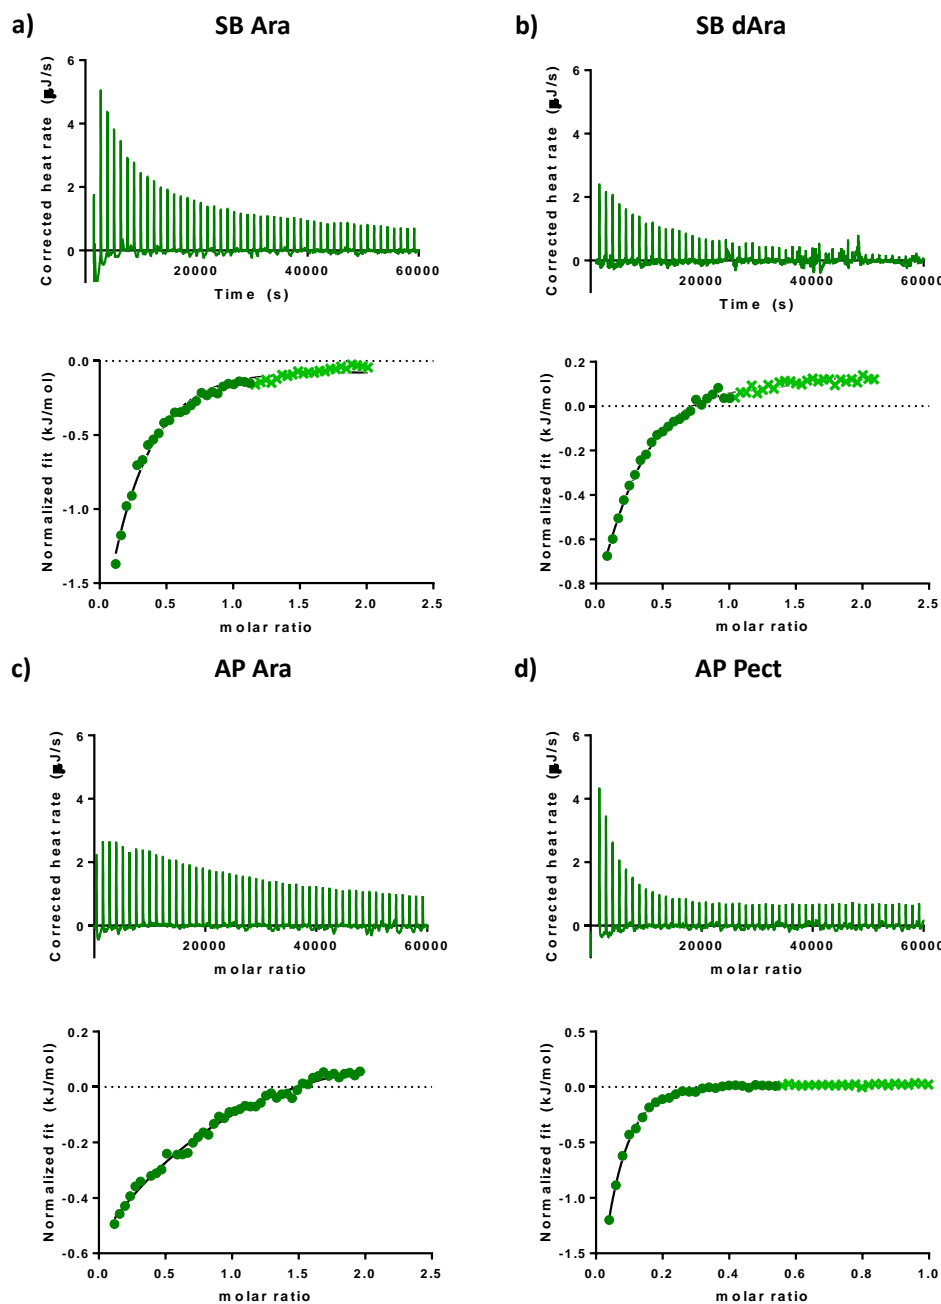 a) SB Ara
Corrected heat rate (µJ/s)
6
4
2
0
20000 40000 60000
Time (s)
Normalized fit (kJ/mol)
0.0
-0.5
-1.0
-1.5
0.0 0.5 1.0 1.5 2.0 2.5
molar ratio
b) SB dAra
Corrected heat rate (µJ/s)
6
4
2
0
20000 40000 60000
Time (s)
Normalized fit (kJ/mol)
0.2
0.0
-0.2
-0.4
-0.6
-0.8
0.0 0.5 1.0 1.5 2.0 2.5
molar ratio
c) AP Ara
Corrected heat rate (µJ/s)
6
4
2
0
20000 40000 60000
molar ratio
Normalized fit (kJ/mol)
0.2
0.0
-0.2
-0.4
-0.6
0.0 0.5 1.0 1.5 2.0 2.5
molar ratio
d) AP Pect
Corrected heat rate (µJ/s)
6
4
2
0
20000 40000 60000
molar ratio
Normalized fit (kJ/mol)
0.5
0.0
-0.5
-1.0
-1.5
0.0 0.2 0.4 0.6 0.8 1.0
molar ratio